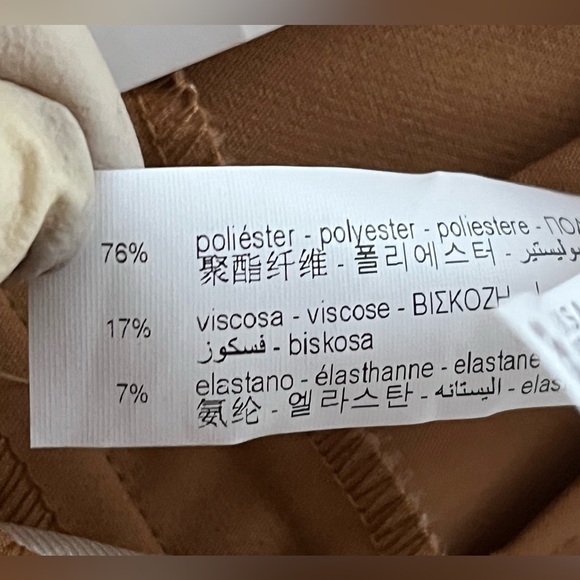 76% poliéster - polyester - poliestere -
聚酯纤维 - 폴리에스터 -
17% viscosa - viscose - ΒΙΣΚΟΖΗ
فسكوز - biskosa
7% elastano - élasthanne - elastane
氨纶 - 엘라스탄 - اليستانه -